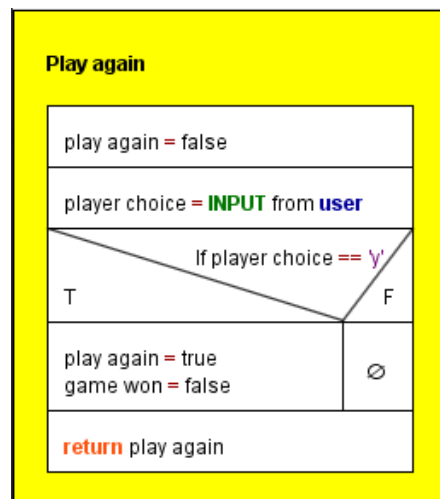 Play again
play again = false
player choice = INPUT from user
If player choice == 'y'
T F
play again = true
game won = false
∅
return play again